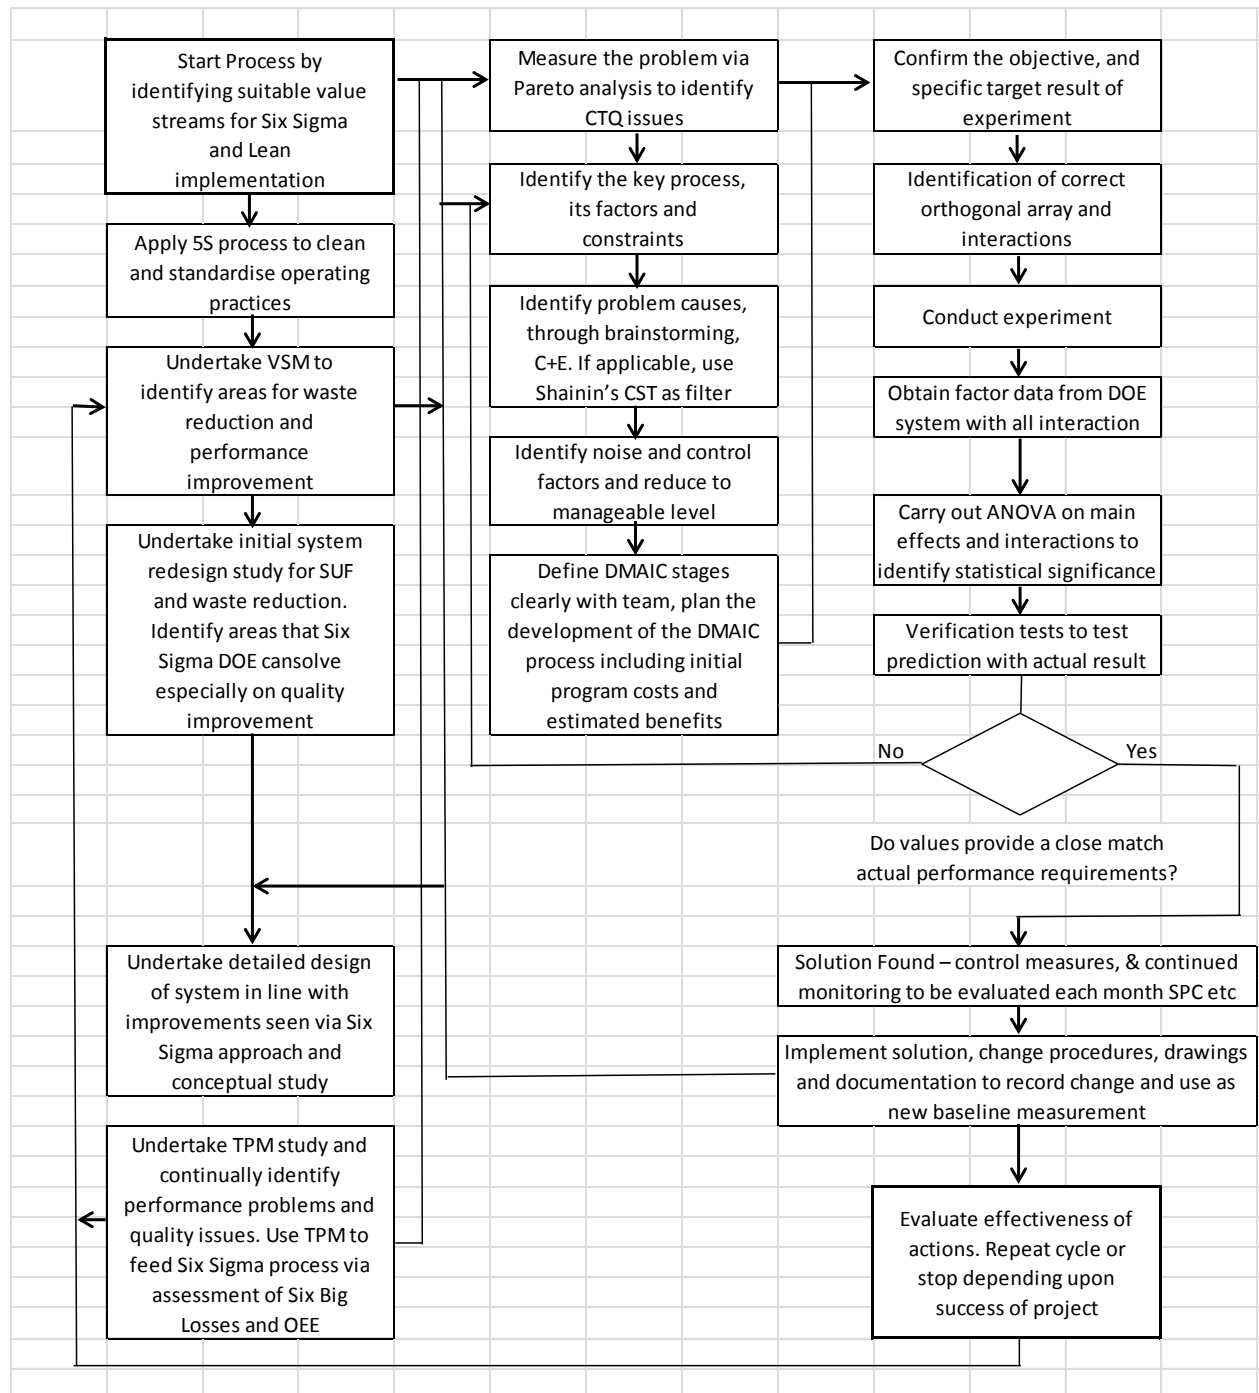 Start Process by
identifying suitable value
streams for Six Sigma
and Lean
implementation
Apply 5S process to clean
and standardise operating
practices
Undertake VSM to
identify areas for waste
reduction and
performance
improvement
Undertake initial system
redesign study for SUF
and waste reduction.
Identify areas that Six
Sigma DOE cansolve
especially on quality
improvement
Undertake detailed design
of system in line with
improvements seen via Six
Sigma approach and
conceptual study
Undertake TPM study and
continually identify
performance problems and
quality issues. Use TPM to
feed Six Sigma process via
assessment of Six Big
Losses and OEE
Measure the problem via
Pareto analysis to identify
CTQ issues
Identify the key process,
its factors and
constraints
Identify problem causes,
through brainstorming,
C+E. If applicable, use
Shainin’s CST as filter
Identify noise and control
factors and reduce to
manageable level
Define DMAIC stages
clearly with team, plan the
development of the DMAIC
process including initial
program costs and
estimated benefits
Confirm the objective, and
specific target result of
experiment
Identification of correct
orthogonal array and
interactions
Conduct experiment
Obtain factor data from DOE
system with all interaction
Carry out ANOVA on main
effects and interactions to
identify statistical significance
Verification tests to test
prediction with actual result
No
Yes
Do values provide a close match
actual performance requirements?
Solution Found – control measures, & continued
monitoring to be evaluated each month SPC etc
Implement solution, change procedures, drawings
and documentation to record change and use as
new baseline measurement
Evaluate effectiveness of
actions. Repeat cycle or
stop depending upon
success of project